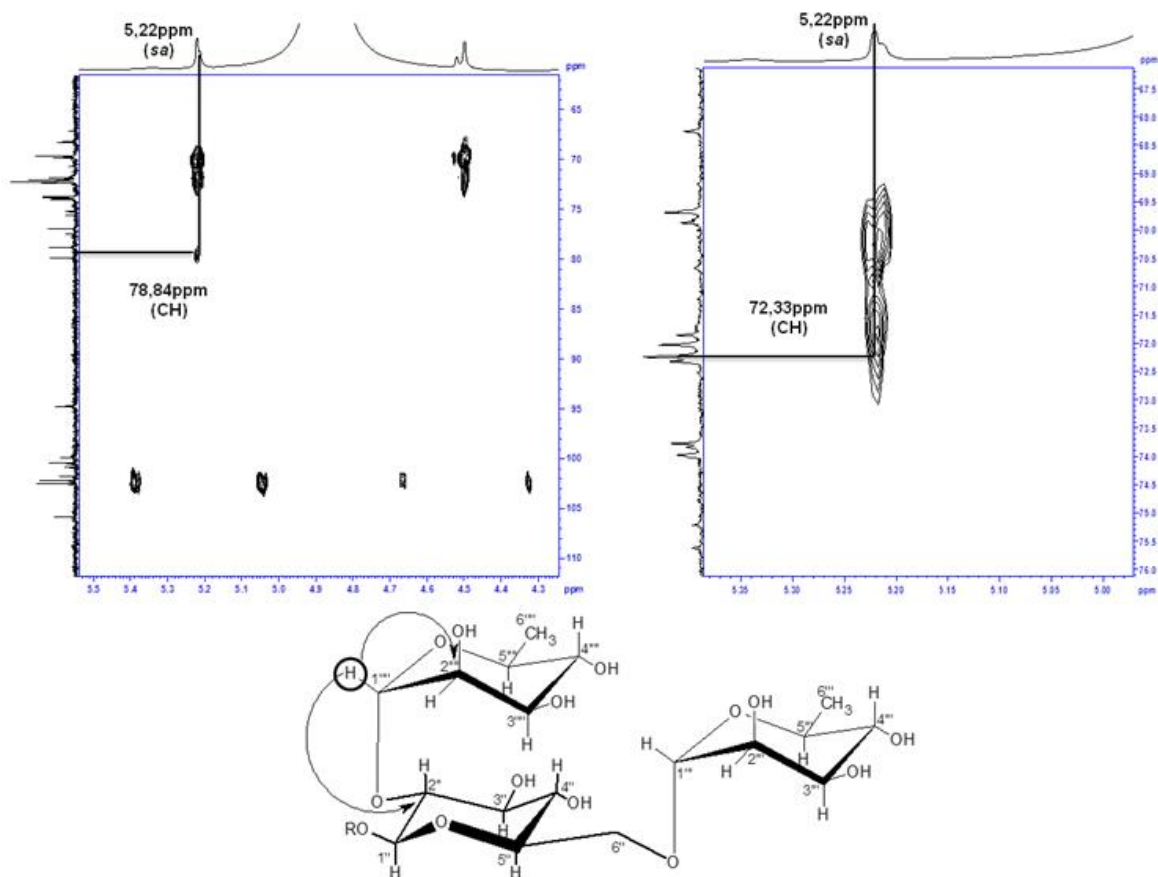 5,22ppm
(sa)
ppm
65
70
75
80
85
90
95
100
105
110
78,84ppm
(CH)
5.5 5.4 5.3 5.2 5.1 5.0 4.9 4.8 4.7 4.6 4.5 4.4 4.3 ppm
5,22ppm
(sa)
ppm
67.5
68.0
68.5
69.0
69.5
70.0
70.5
71.0
71.5
72.0
72.5
73.0
73.5
74.0
74.5
75.0
75.5
76.0
72,33ppm
(CH)
5.25 5.20 5.15 5.10 5.05 5.00 ppm
6"" CH3
H OH H
O 4""
H 5"" OH
1"" 2"" H
H OH
3""
H
6"' CH3
OH H
O 4"'
H 5"' OH
1"' 2"' H
H OH
3"'
H
H H
2" OH 4"
O 3" OH
H
RO O
1" 5" 6"
H H O